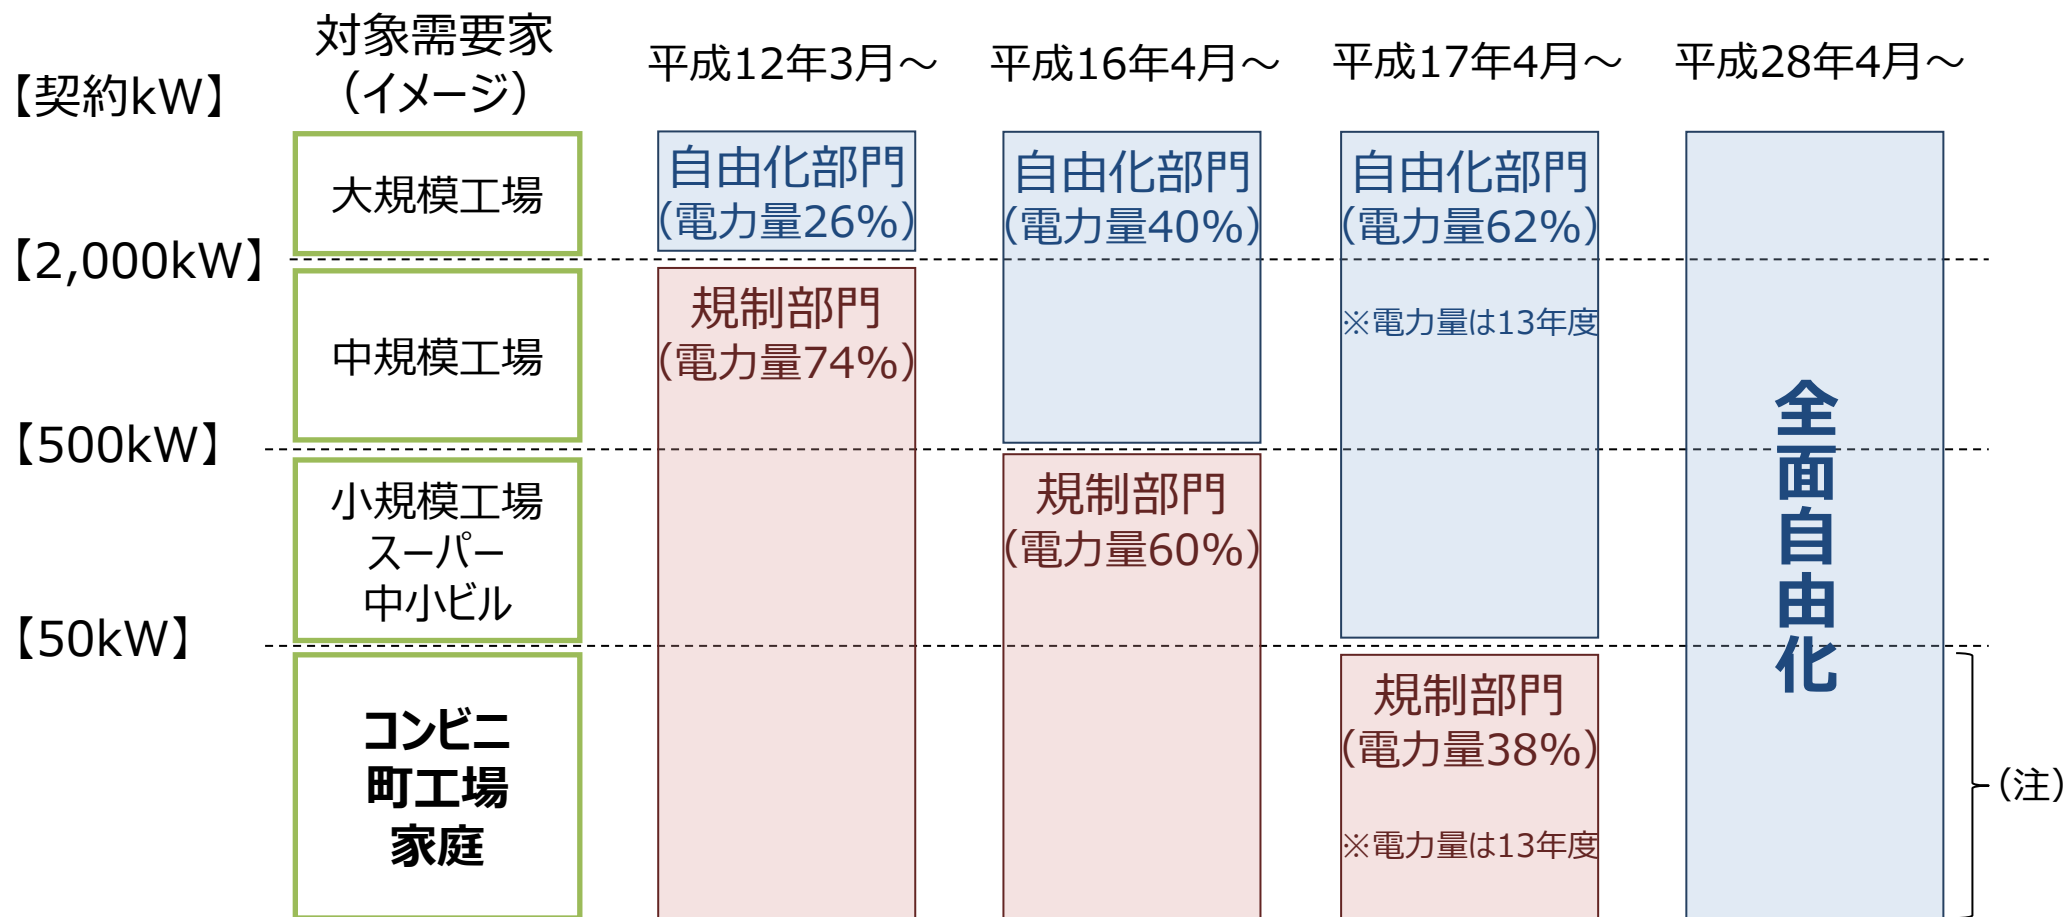 対象需要家
(イメージ)
【契約kW】
平成12年3月～
平成16年4月～
平成17年4月～
平成28年4月～
大規模工場
自由化部門
(電力量26%)
自由化部門
(電力量40%)
自由化部門
(電力量62%)
【2,000kW】
中規模工場
規制部門
(電力量74%)
※電力量は13年度
全面自由化
【500kW】
小規模工場
スーパー
中小ビル
規制部門
(電力量60%)
【50kW】
コンビニ
町工場
家庭
規制部門
(電力量38%)
※電力量は13年度
(注)